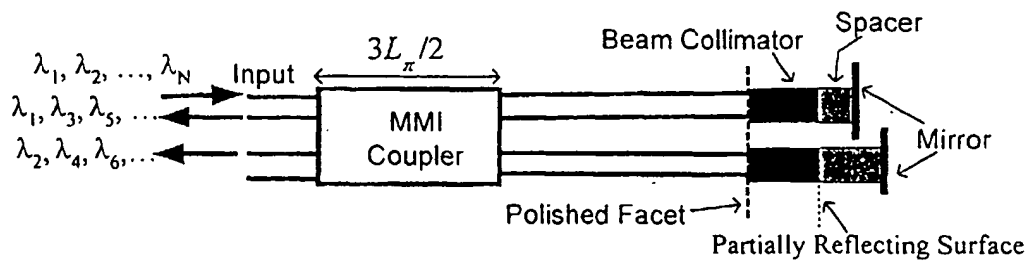 Spacer
Beam Collimator
3Lπ/2
λ1, λ2, ..., λN
Input
λ1, λ3, λ5, ...
MMI
Coupler
λ2, λ4, λ6, ...
Mirror
Polished Facet
Partially Reflecting Surface